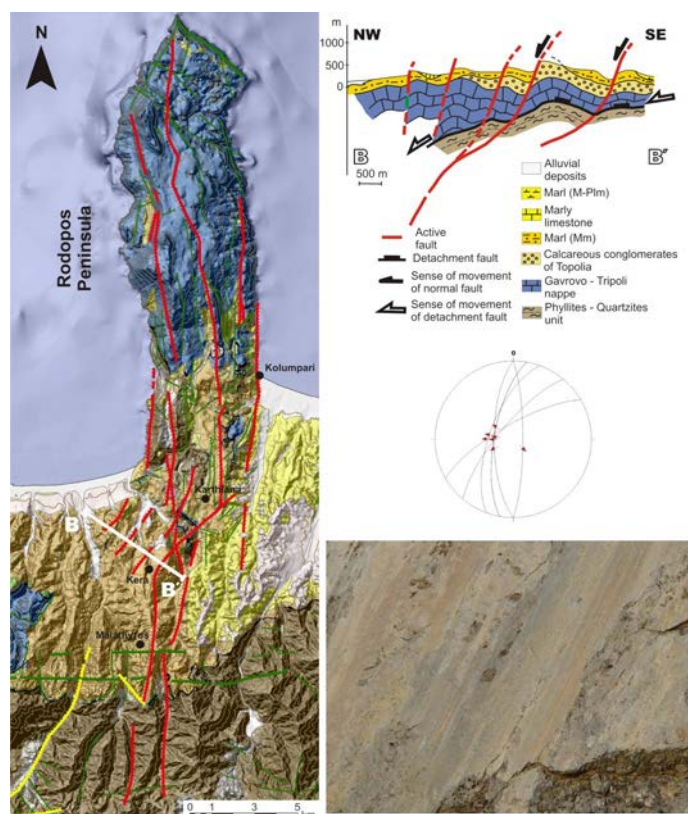 N
Rodopos
Peninsula
Kolumpari
Karthiana
B
Kera
B'
Marathyros
0 1 3 5
m
NW
SE
1000
500
0
B
B'
500 m
Active
fault
Detachment fault
Sense of movement
of normal fault
Sense of movement
of detachment fault
Alluvial
deposits
Marl (M-Plm)
Marly
limestone
Marl (Mm)
Calcareous conglomerates
of Topolia
Gavrovo - Tripoli
nappe
Phyllites - Quartzites
unit
0